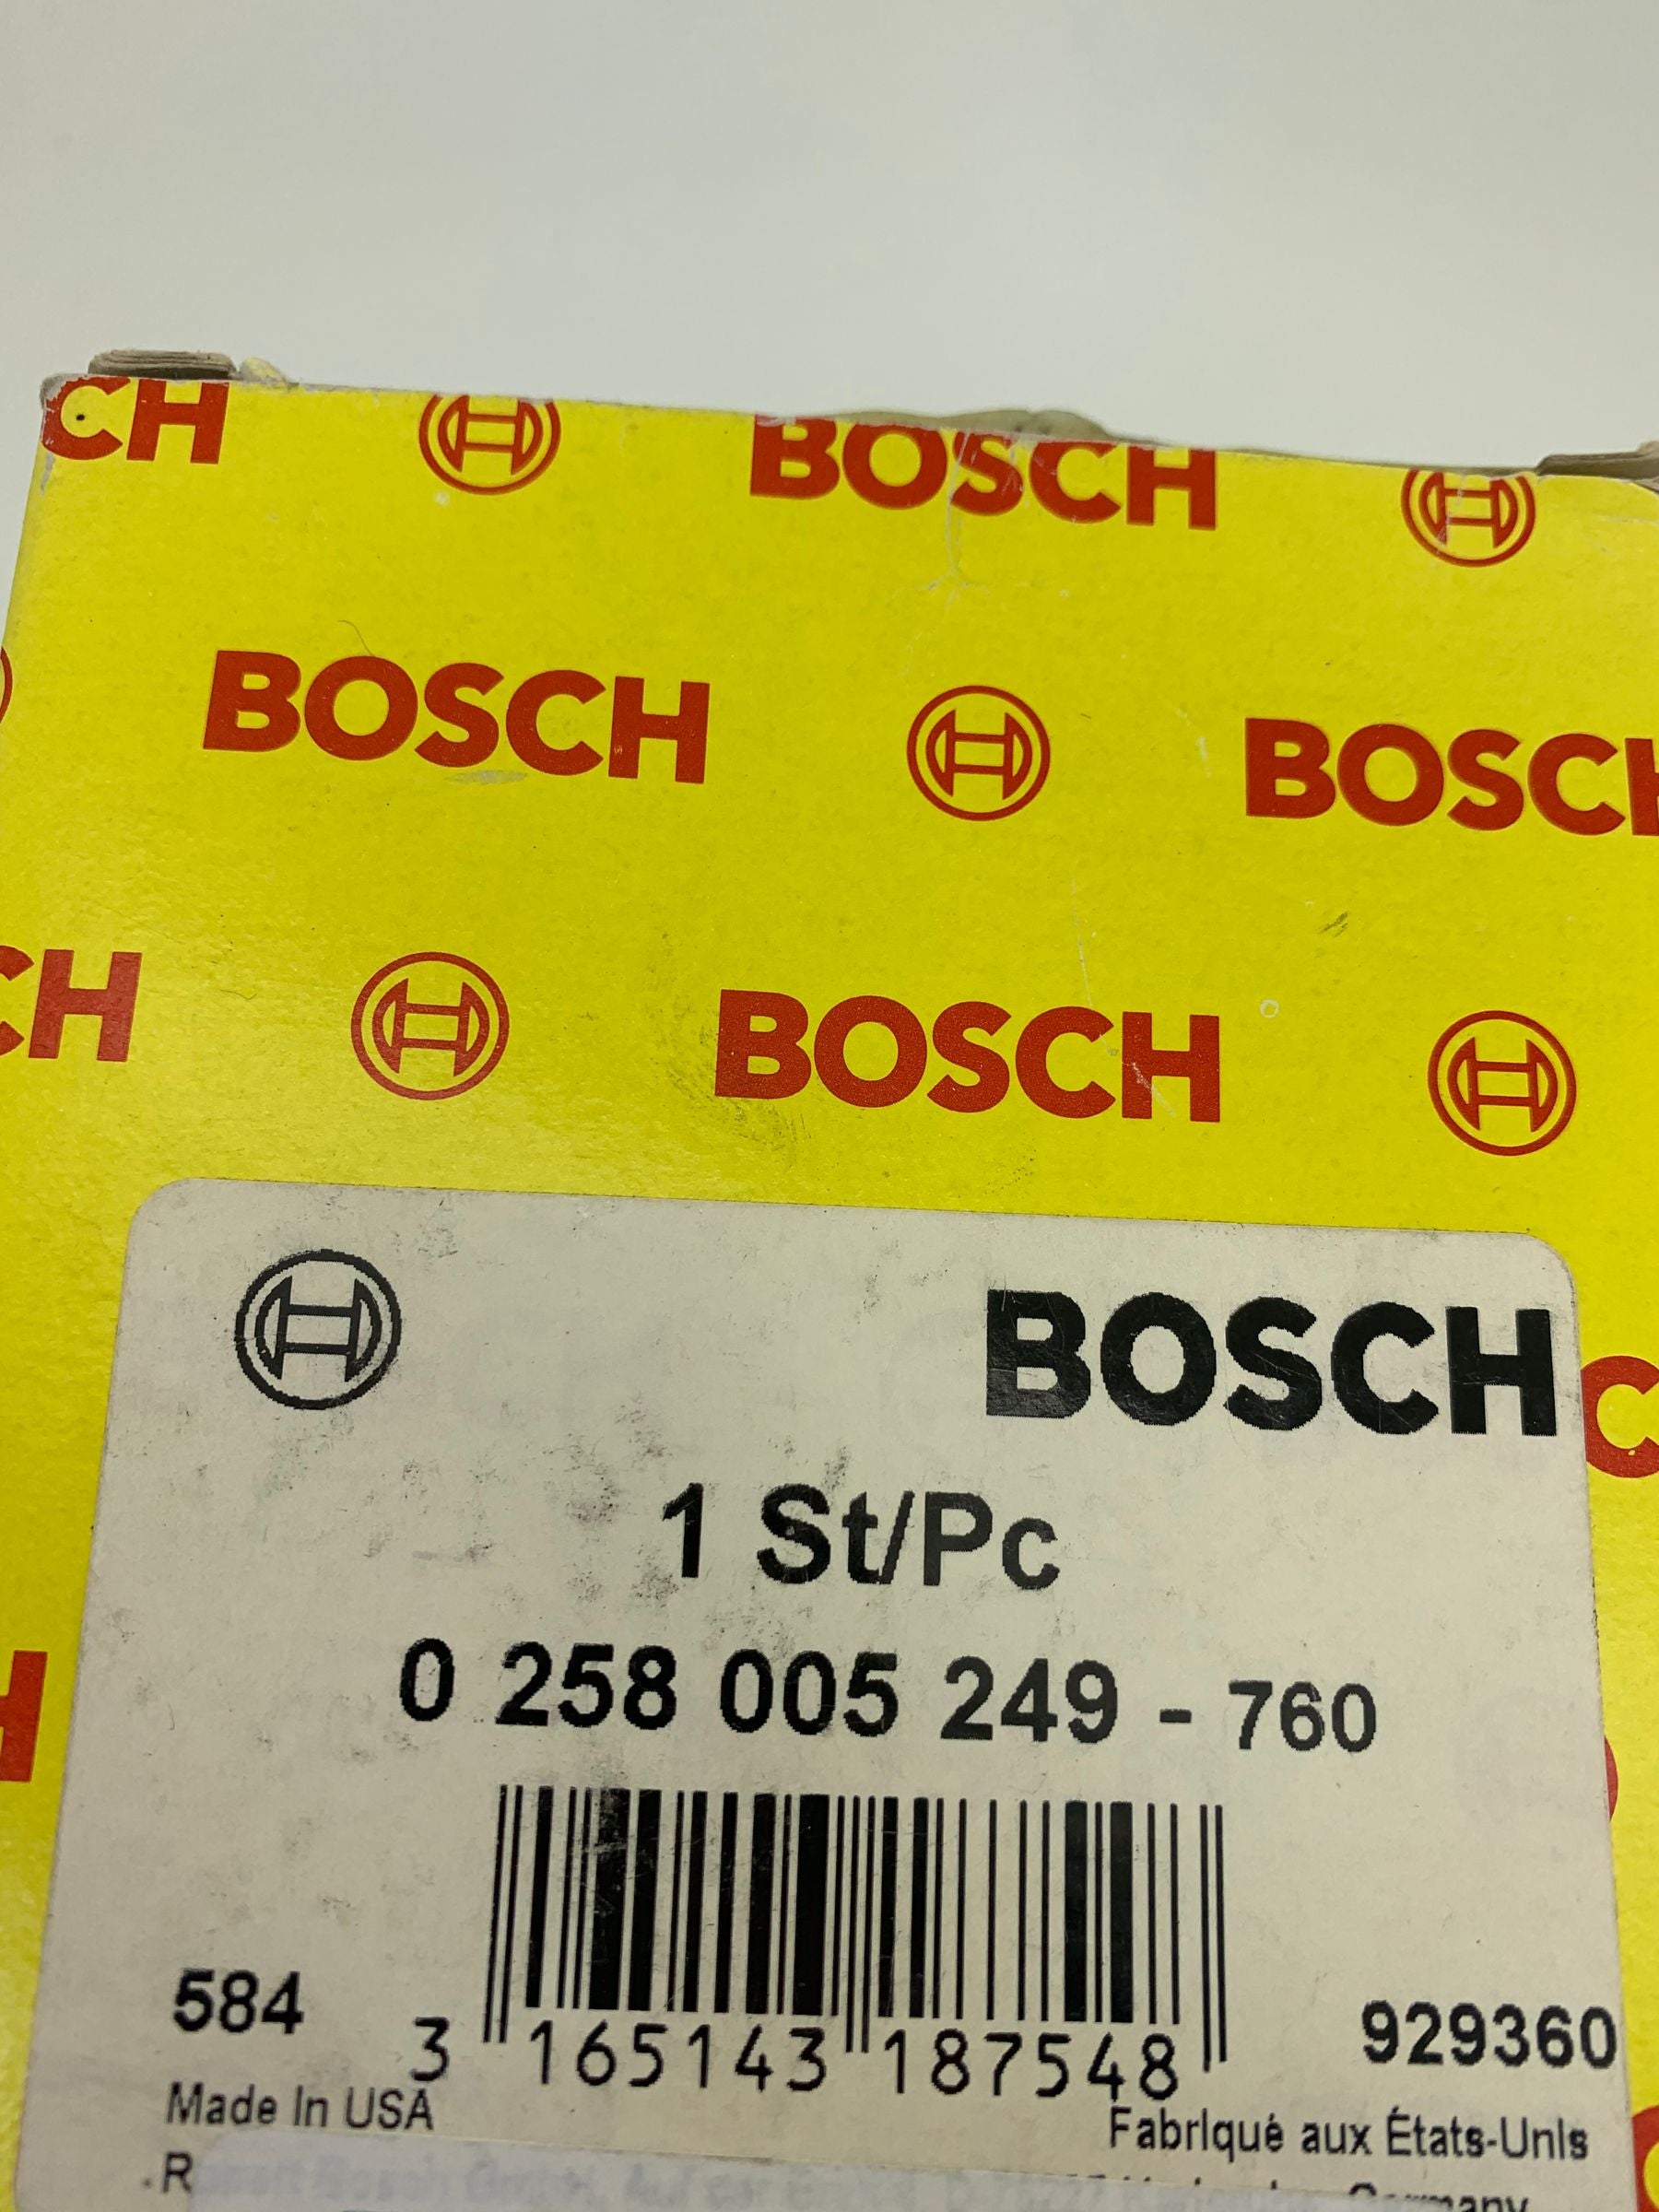 CH BOSCH
BOSCH BOSCH
CH BOSCH
BOSCH
1 St/Pc
0 258 005 249 - 760
584 3 165143 187548 929360
Made In USA Fabriqué aux États-Unis
Germany